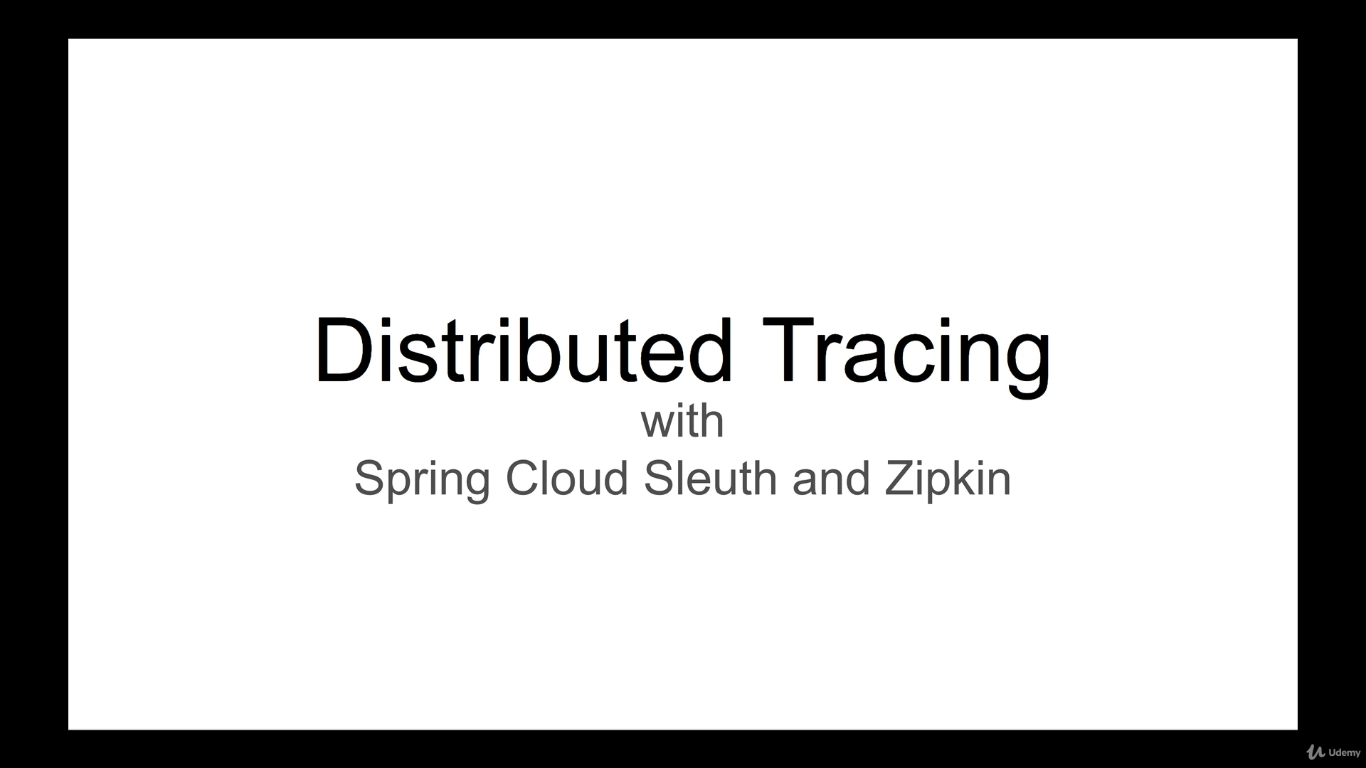 Distributed Tracing
with
Spring Cloud Sleuth and Zipkin
Udemy